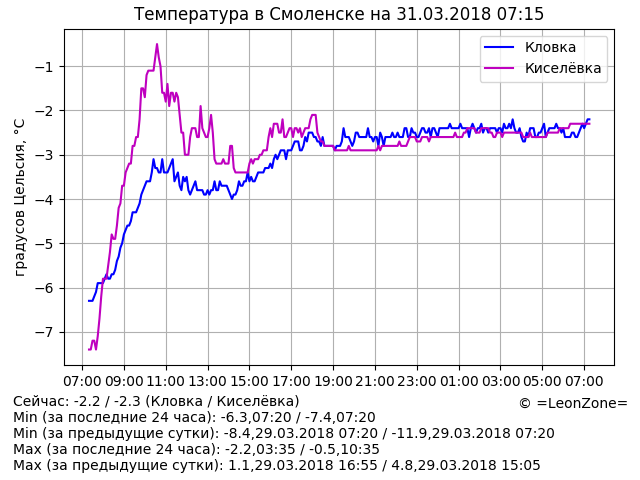 Температура в Смоленске на 31.03.2018 07:15
Кловка
Киселёвка
градусов Цельсия, °C
−1
−2
−3
−4
−5
−6
−7
07:00 09:00 11:00 13:00 15:00 17:00 19:00 21:00 23:00 01:00 03:00 05:00 07:00
Сейчас: -2.2 / -2.3 (Кловка / Киселёвка)
© =LeonZone=
Min (за последние 24 часа): -6.3,07:20 / -7.4,07:20
Min (за предыдущие сутки): -8.4,29.03.2018 07:20 / -11.9,29.03.2018 07:20
Max (за последние 24 часа): -2.2,03:35 / -0.5,10:35
Max (за предыдущие сутки): 1.1,29.03.2018 16:55 / 4.8,29.03.2018 15:05